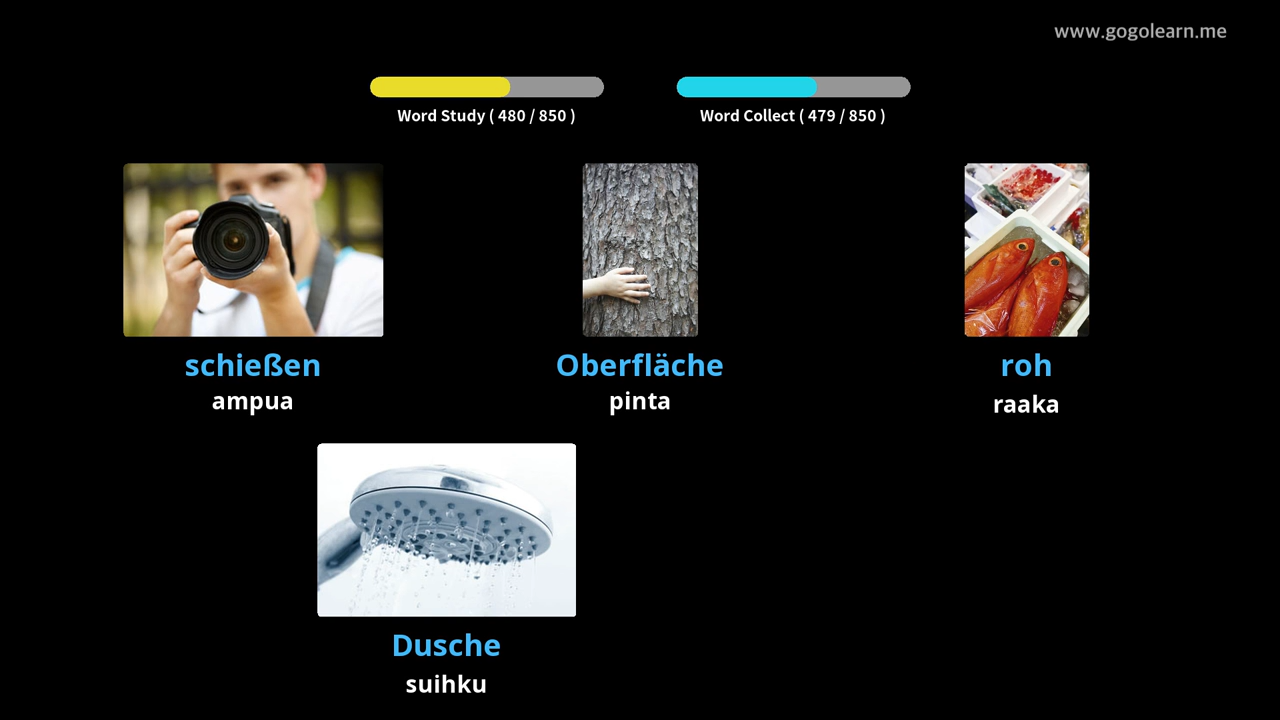 www.gogolearn.me
Word Study ( 480 / 850 )
Word Collect ( 479 / 850 )
schießen
ampua
Oberfläche
pinta
roh
raaka
Dusche
suihku